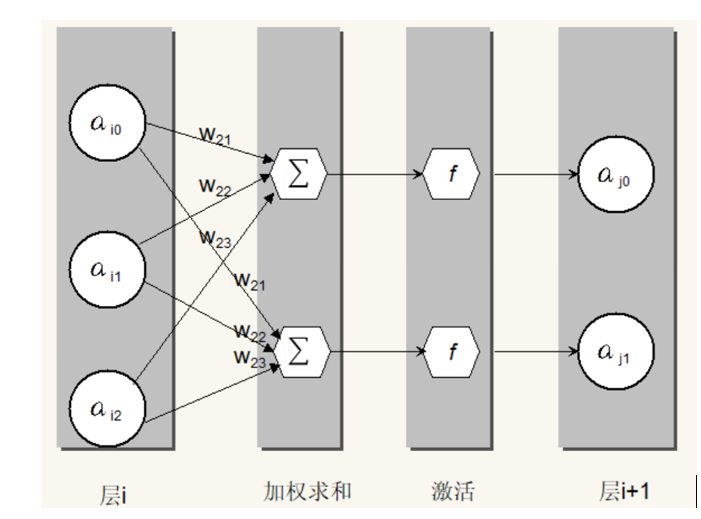 a i0
W21
W22
W23
W21
W22
W23
∑
f
a j0
a i1
∑
f
a j1
a i2
层i
加权求和
激活
层i+1